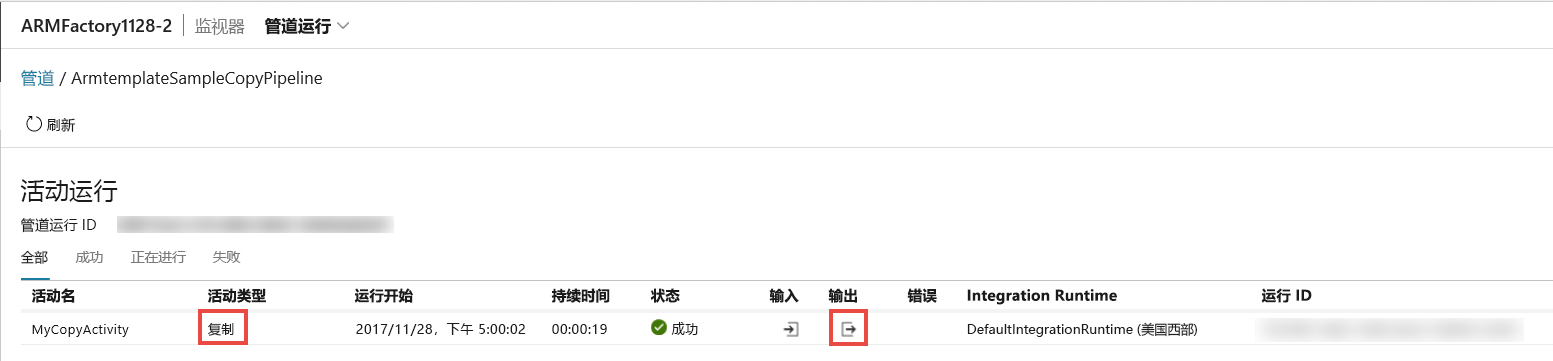 ARMFactory1128-2 监视器 管道运行
管道 / ArmtemplateSampleCopyPipeline
刷新
活动运行
管道运行 ID
全部 成功 正在进行 失败
活动名 活动类型 运行开始 持续时间 状态 输入 输出 错误 Integration Runtime 运行 ID
MyCopyActivity 复制 2017/11/28，下午 5:00:02 00:00:19 成功 DefaultIntegrationRuntime (美国西部)